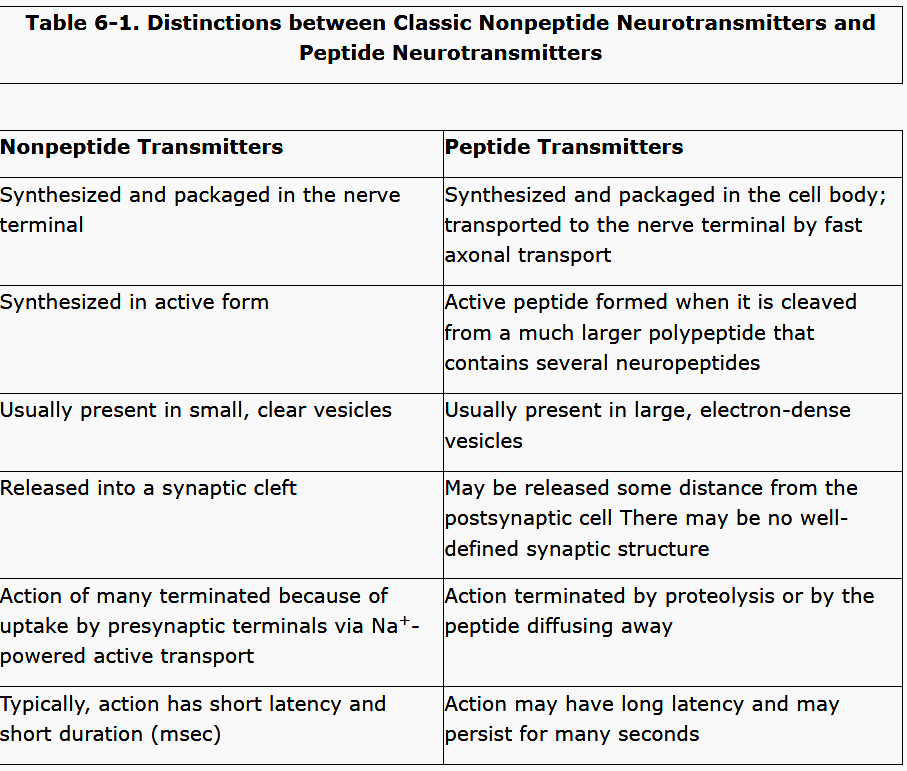 Table 6-1. Distinctions between Classic Nonpeptide Neurotransmitters and
Peptide Neurotransmitters
Nonpeptide Transmitters
Peptide Transmitters
Synthesized and packaged in the nerve
terminal
Synthesized and packaged in the cell body;
transported to the nerve terminal by fast
axonal transport
Synthesized in active form
Active peptide formed when it is cleaved
from a much larger polypeptide that
contains several neuropeptides
Usually present in small, clear vesicles
Usually present in large, electron-dense
vesicles
Released into a synaptic cleft
May be released some distance from the
postsynaptic cell There may be no well-
defined synaptic structure
Action of many terminated because of
uptake by presynaptic terminals via Na⁺-
powered active transport
Action terminated by proteolysis or by the
peptide diffusing away
Typically, action has short latency and
short duration (msec)
Action may have long latency and may
persist for many seconds